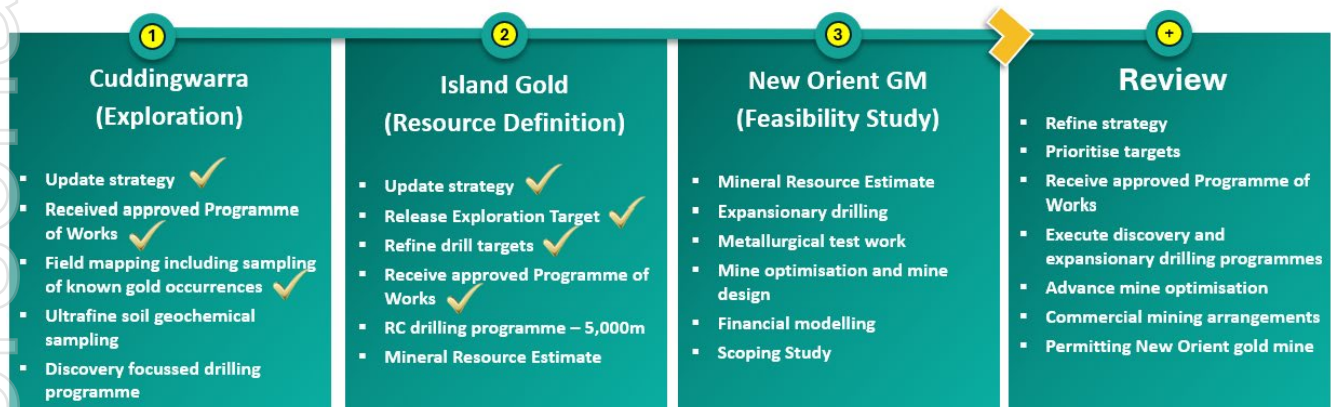 1
Cuddingwarra
(Exploration)
Update strategy
Received approved Programme
of Works
Field mapping including sampling
of known gold occurrences
Ultrafine soil geochemical
sampling
Discovery focussed drilling
programme
2
Island Gold
(Resource Definition)
Update strategy
Release Exploration Target
Refine drill targets
Receive approved Programme of
Works
RC drilling programme – 5,000m
Mineral Resource Estimate
3
New Orient GM
(Feasibility Study)
Mineral Resource Estimate
Expansionary drilling
Metallurgical test work
Mine optimisation and mine
design
Financial modelling
Scoping Study
+
Review
Refine strategy
Prioritise targets
Receive approved Programme of
Works
Execute discovery and
expansionary drilling programmes
Advance mine optimisation
Commercial mining arrangements
Permitting New Orient gold mine